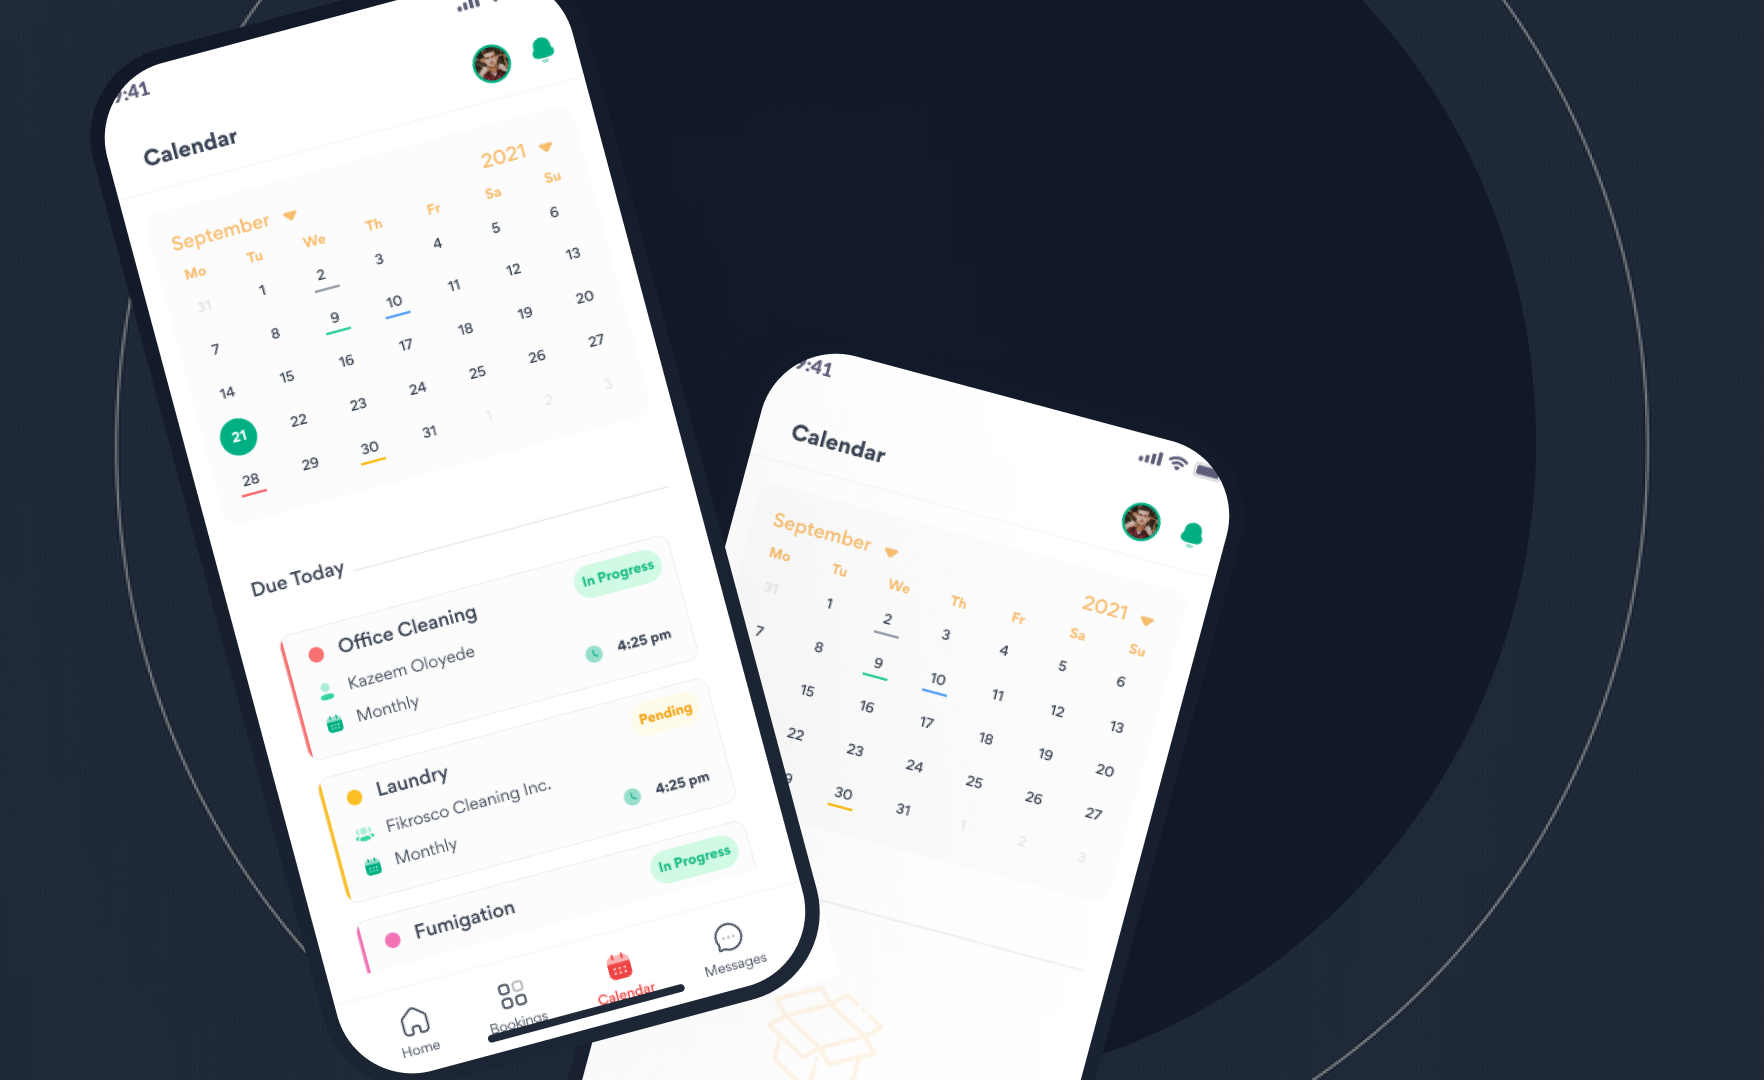 9:41
Calendar
September
2021
Mo Tu We Th Fr Sa Su
31 1 2 3 4 5 6
7 8 9 10 11 12 13
14 15 16 17 18 19 20
21 22 23 24 25 26 27
28 29 30 31 1 2 3
Due Today
Office Cleaning
In Progress
Kazeem Oloyede
4:25 pm
Monthly
Laundry
Pending
Fikrosco Cleaning Inc.
4:25 pm
Monthly
Fumigation
In Progress
Home
Bookings
Calendar
Messages
9:41
Calendar
September
2021
Mo Tu We Th Fr Sa Su
31 1 2 3 4 5 6
7 8 9 10 11 12 13
15 16 17 18 19 20
22 23 24 25 26 27
9 30 31 1 2 3